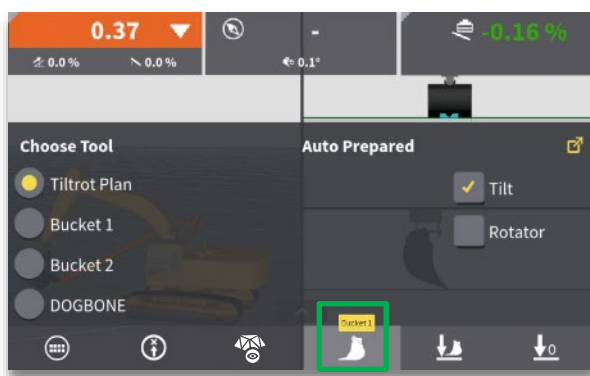 0.37 - -0.16 %
0.0% 0.0% 0.1°
Choose Tool Auto Prepared
Tiltrot Plan Tilt
Bucket 1 Rotator
Bucket 2
DOGBONE
Bucket 1
0